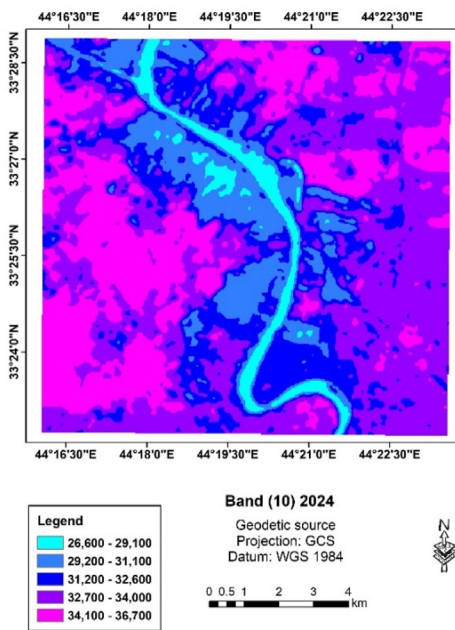 44°16'30"E 44°18'0"E 44°19'30"E 44°21'0"E 44°22'30"E
33°28'30"N
33°27'0"N
33°25'30"N
33°24'0"N
44°16'30"E 44°18'0"E 44°19'30"E 44°21'0"E 44°22'30"E
Band (10) 2024
Geodetic source
Projection: GCS
Datum: WGS 1984
N
0 0.5 1 2 3 4
km
Legend
26,600 - 29,100
29,200 - 31,100
31,200 - 32,600
32,700 - 34,000
34,100 - 36,700